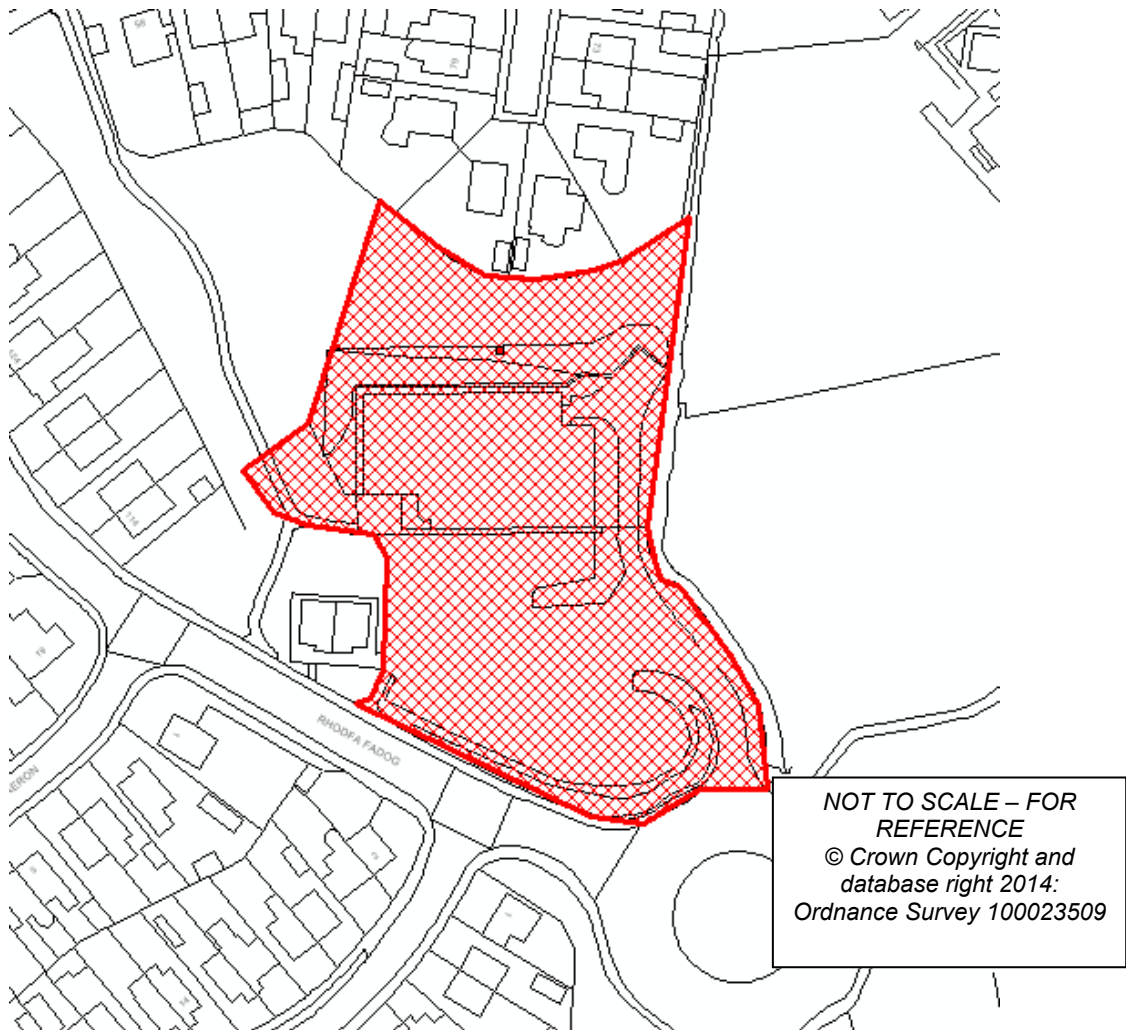 RHODFA FADOG
NOT TO SCALE – FOR
REFERENCE
© Crown Copyright and
database right 2014:
Ordnance Survey 100023509